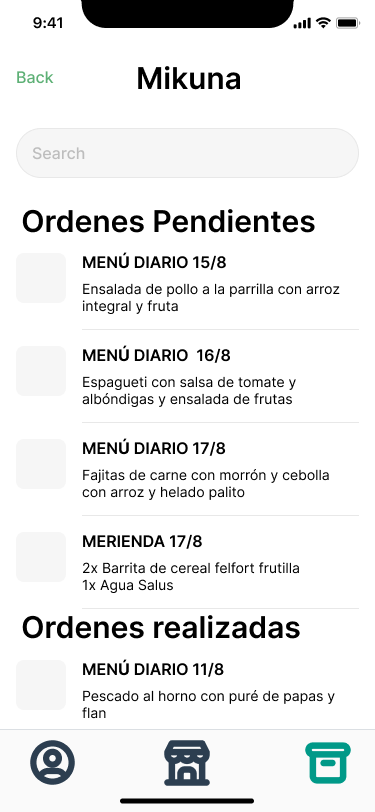 9:41
Back
Mikuna
Search
Ordenes Pendientes
MENÚ DIARIO 15/8
Ensalada de pollo a la parrilla con arroz
integral y fruta
MENÚ DIARIO  16/8
Espagueti con salsa de tomate y
albóndigas y ensalada de frutas
MENÚ DIARIO 17/8
Fajitas de carne con morrón y cebolla
con arroz y helado palito
MERIENDA 17/8
2x Barrita de cereal felfort frutilla
1x Agua Salus
Ordenes realizadas
MENÚ DIARIO 11/8
Pescado al horno con puré de papas y
flan